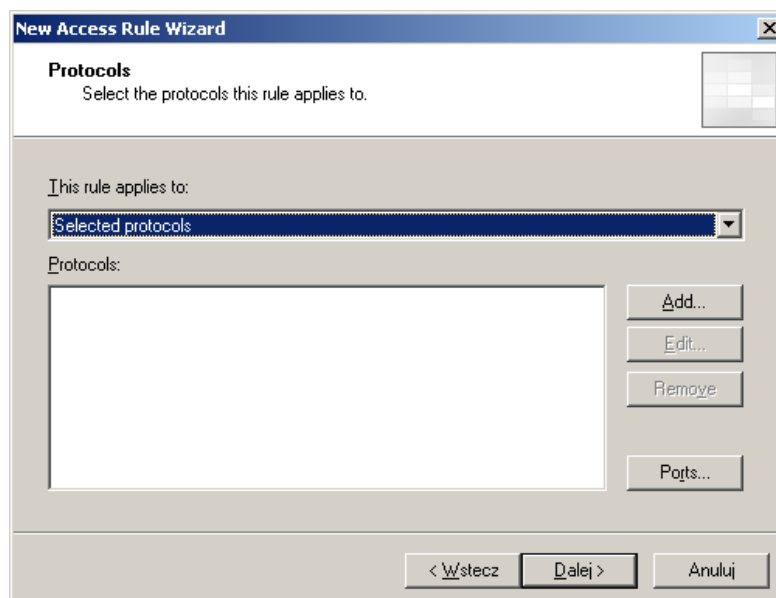 New Access Rule Wizard
Protocols
Select the protocols this rule applies to.
This rule applies to:
Selected protocols
Protocols:
Add...
Edit...
Remove
Ports...
< Wstecz
Dalej >
Anuluj